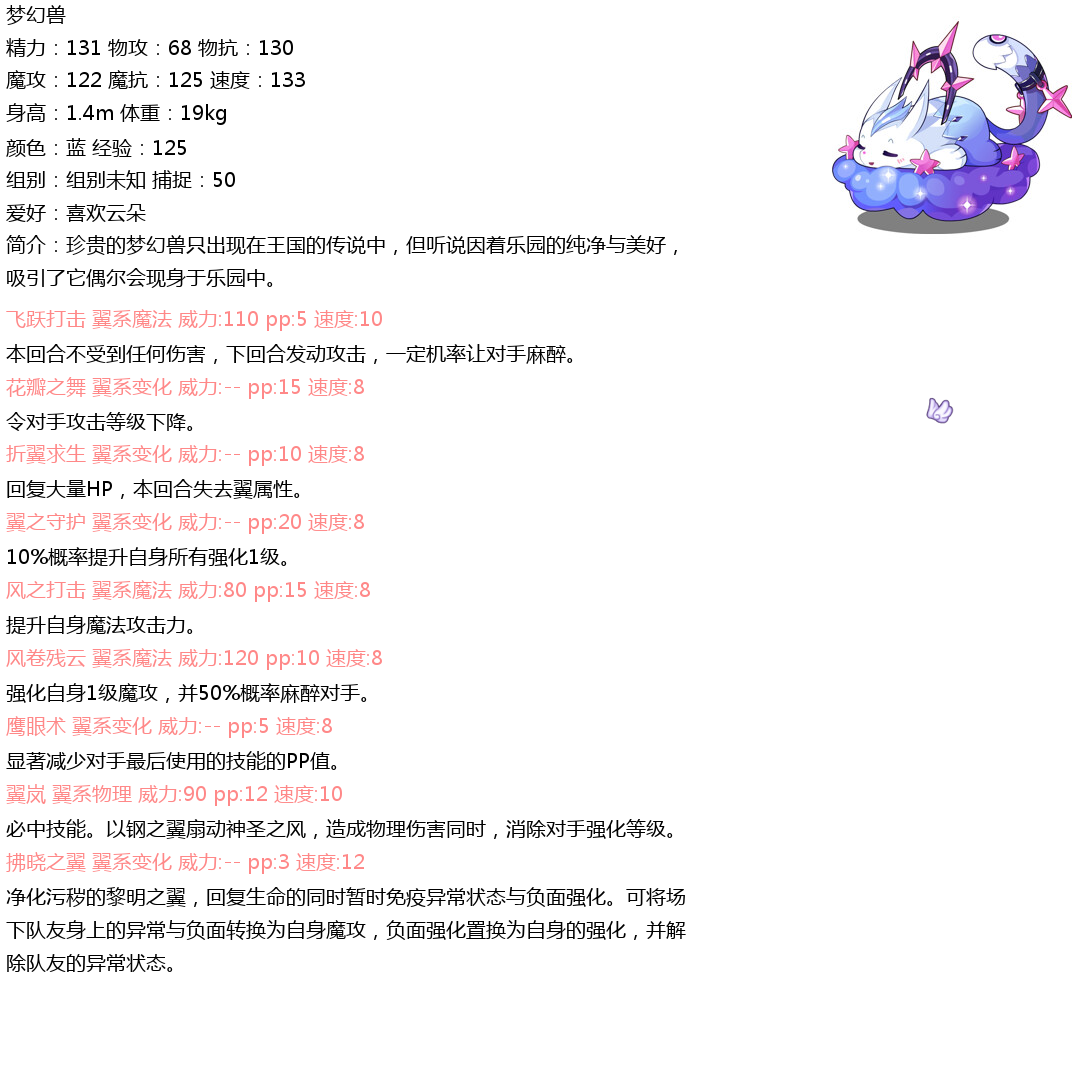 梦幻兽
精力：131 物攻：68 物抗：130
魔攻：122 魔抗：125 速度：133
身高：1.4m 体重：19kg
颜色：蓝 经验：125
组别：组别未知 捕捉：50
爱好：喜欢云朵
简介：珍贵的梦幻兽只出现在王国的传说中，但听说因着乐园的纯净与美好，
吸引了它偶尔会现身于乐园中。
飞跃打击 翼系魔法 威力:110 pp:5 速度:10
本回合不受到任何伤害，下回合发动攻击，一定机率让对手麻醉。
花瓣之舞 翼系变化 威力:-- pp:15 速度:8
令对手攻击等级下降。
折翼求生 翼系变化 威力:-- pp:10 速度:8
回复大量HP，本回合失去翼属性。
翼之守护 翼系变化 威力:-- pp:20 速度:8
10%概率提升自身所有强化1级。
风之打击 翼系魔法 威力:80 pp:15 速度:8
提升自身魔法攻击力。
风卷残云 翼系魔法 威力:120 pp:10 速度:8
强化自身1级魔攻，并50%概率麻醉对手。
鹰眼术 翼系变化 威力:-- pp:5 速度:8
显著减少对手最后使用的技能的PP值。
翼岚 翼系物理 威力:90 pp:12 速度:10
必中技能。以钢之翼扇动神圣之风，造成物理伤害同时，消除对手强化等级。
拂晓之翼 翼系变化 威力:-- pp:3 速度:12
净化污秽的黎明之翼，回复生命的同时暂时免疫异常状态与负面强化。可将场
下队友身上的异常与负面转换为自身魔攻，负面强化置换为自身的强化，并解
除队友的异常状态。